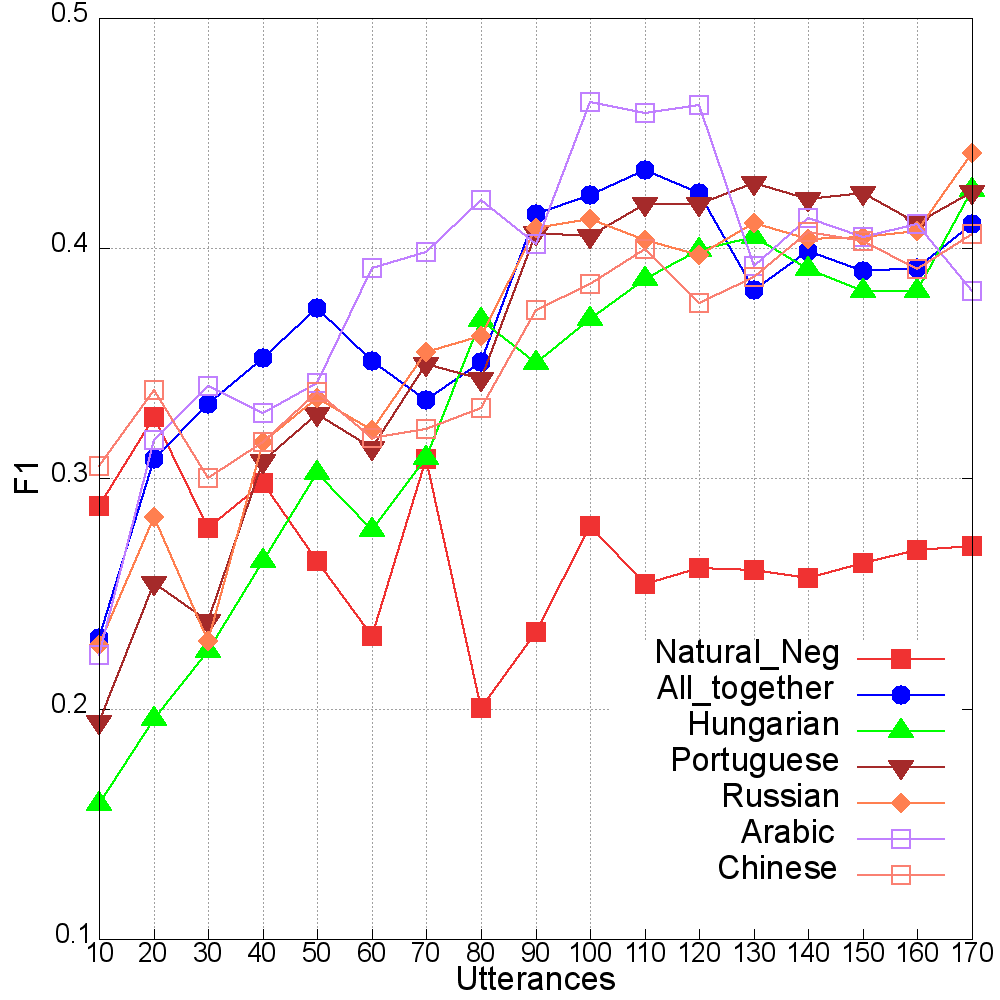 0.5
0.4
0.3
0.2
0.1
F1
10 20 30 40 50 60 70 80 90 100 110 120 130 140 150 160 170
Utterances
Natural_Neg
All_together
Hungarian
Portuguese
Russian
Arabic
Chinese